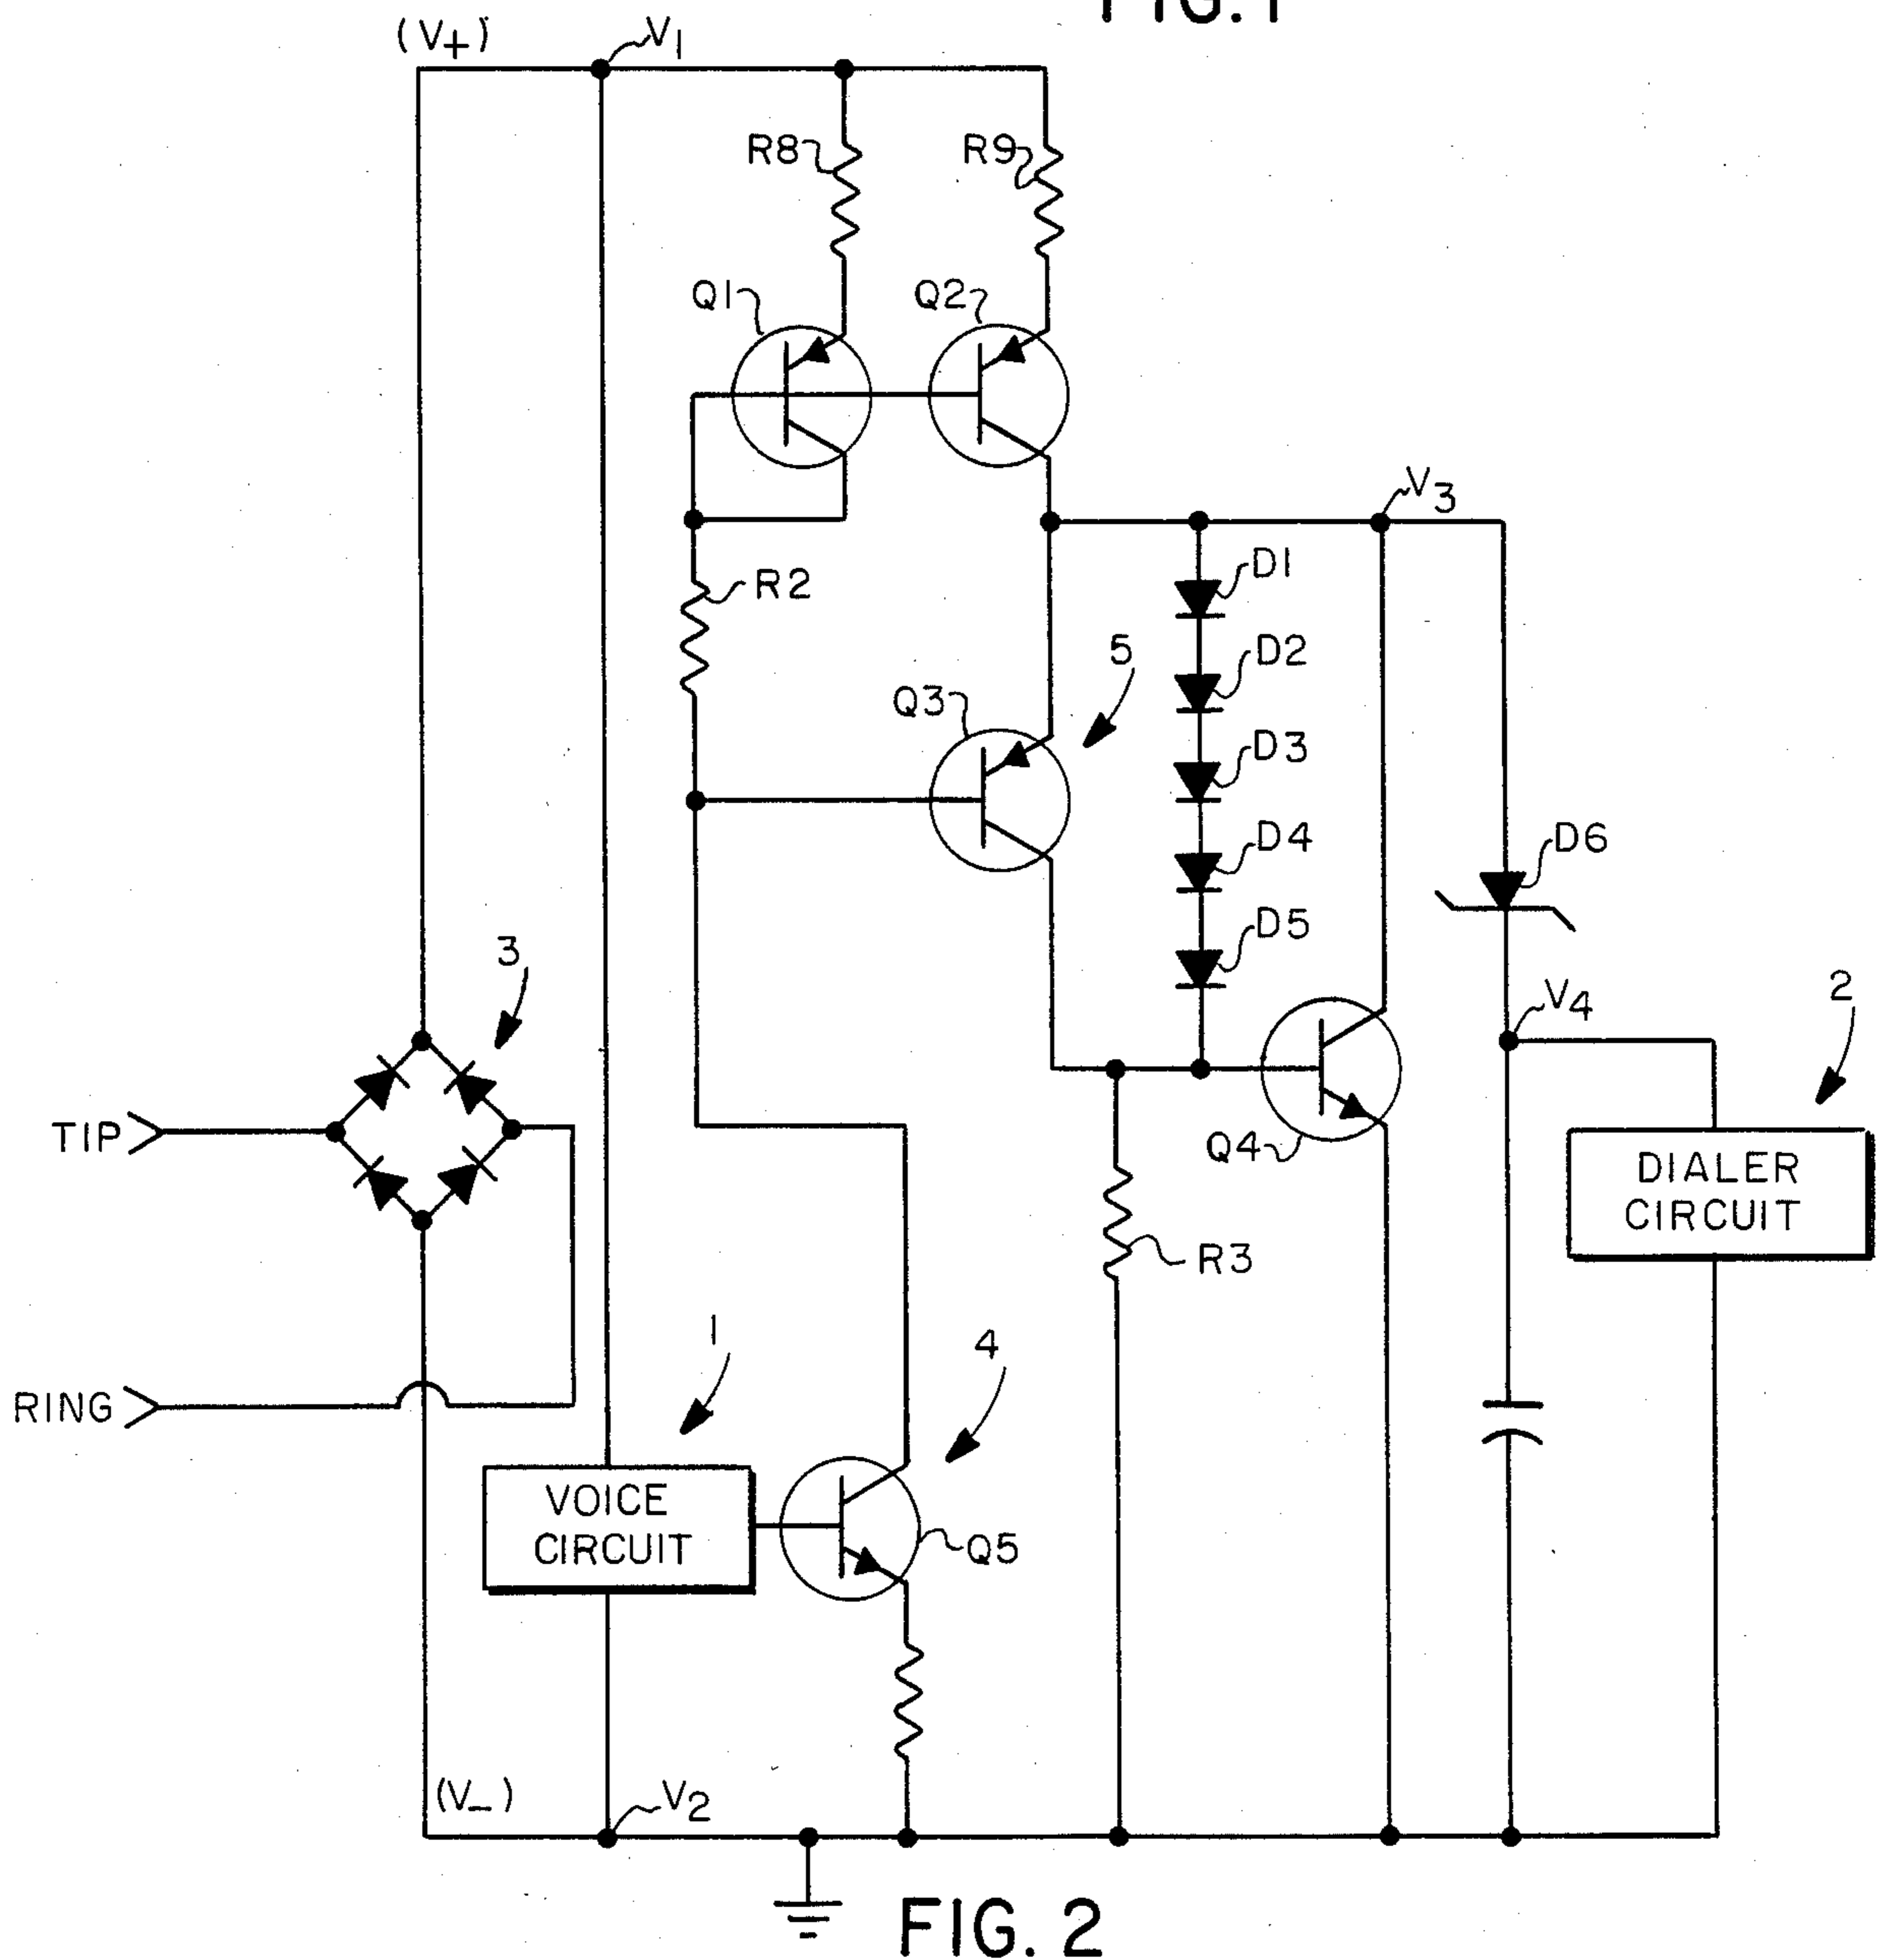 FIG. 1
(V+)
V1
R8
R9
Q1
Q2
V3
D1
R2
D2
5
Q3
D3
D4
D6
D5
3
V4
2
TIP
Q4
DIALER
CIRCUIT
R3
1
4
RING
VOICE
CIRCUIT
Q5
(V–)
V2
FIG. 2